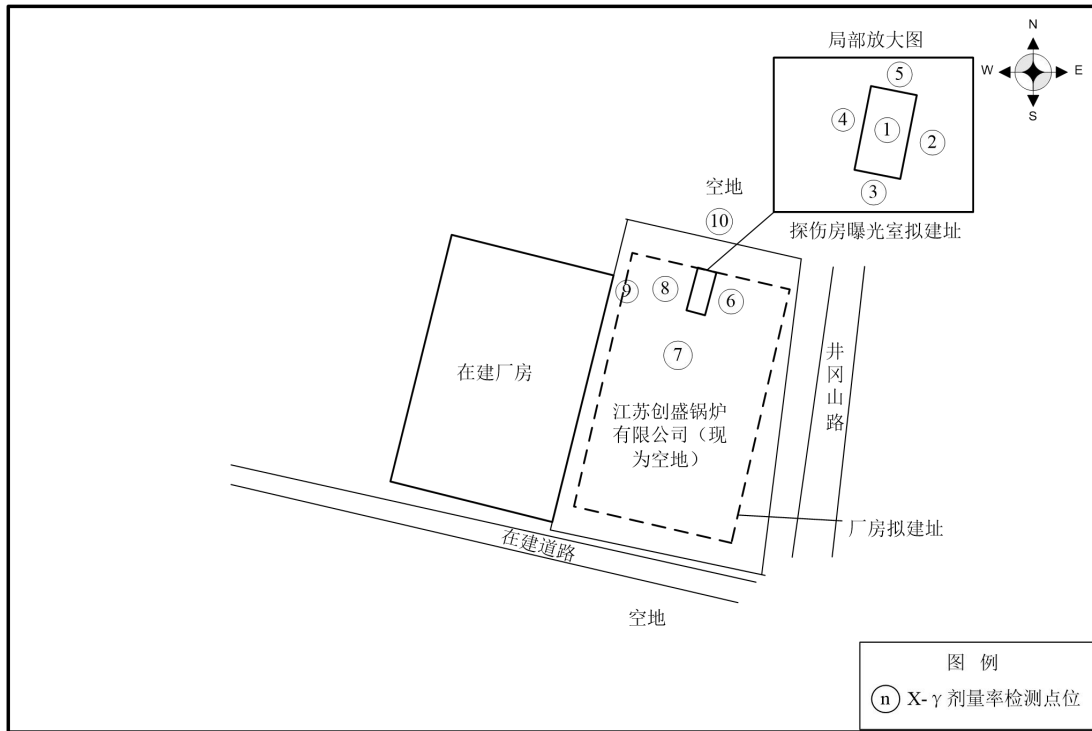 N
W
E
S
局部放大图
⑤
④
①
②
③
探伤房曝光室拟建址
空地
⑩
⑨
⑧
⑥
⑦
在建厂房
江苏创盛锅炉
有限公司（现
为空地）
井冈山路
厂房拟建址
在建道路
空地
图 例
ⓝ X-γ剂量率检测点位